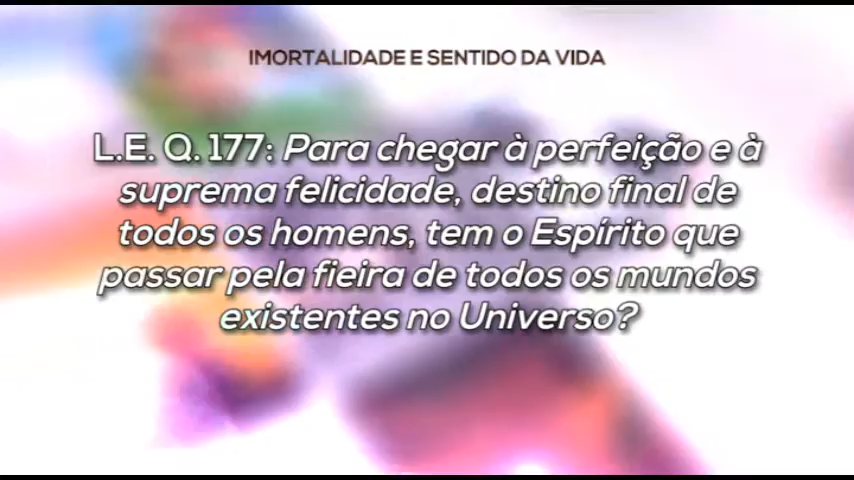 IMORTALIDADE E SENTIDO DA VIDA
L.E. Q. 177: Para chegar à perfeição e à
suprema felicidade, destino final de
todos os homens, tem o Espírito que
passar pela fieira de todos os mundos
existentes no Universo?